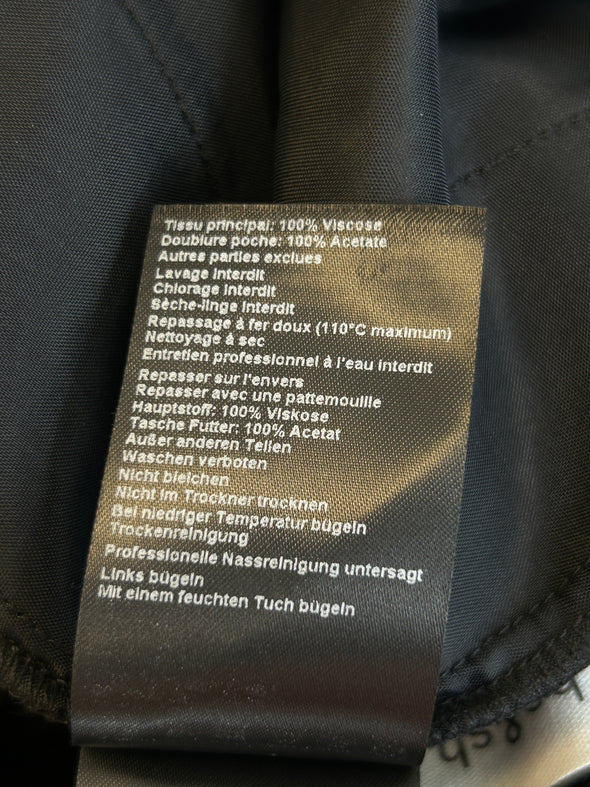 Tissu principal: 100% Viscose
Doublure poche: 100% Acetate
Autres parties exclues
Lavage interdit
Chlorage interdit
Sèche-linge interdit
Repassage à fer doux (110°C maximum)
Nettoyage à sec
Entretien professionnel à l'eau interdit
Repasser sur l'envers
Repasser avec une pattemouille
Hauptstoff: 100% Viskose
Tasche Futter: 100% Acetat
Außer anderen Teilen
Waschen verboten
Nicht bleichen
Nicht im Trockner trocknen
Bei niedriger Temperatur bügeln
Trockenreinigung
Professionelle Nassreinigung untersagt
Links bügeln
Mit einem feuchten Tuch bügeln